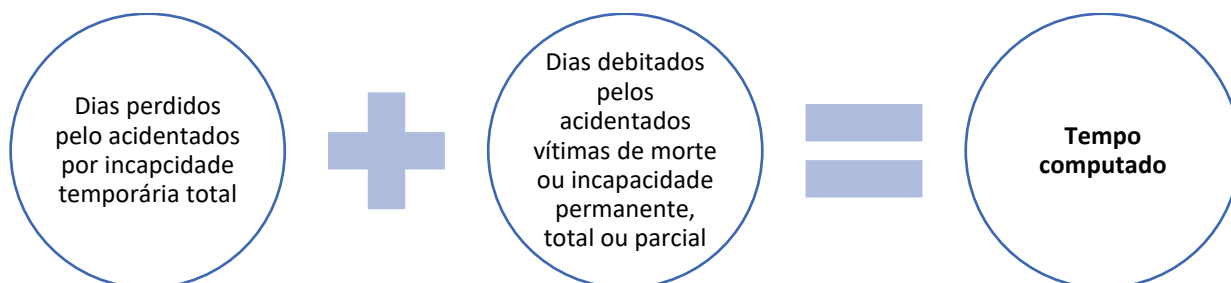 Dias perdidos
pelo acidentados
por incapcidade
temporária total
Dias debitados
pelos
acidentados
vítimas de morte
ou incapacidade
permanente,
total ou parcial
Tempo
computado